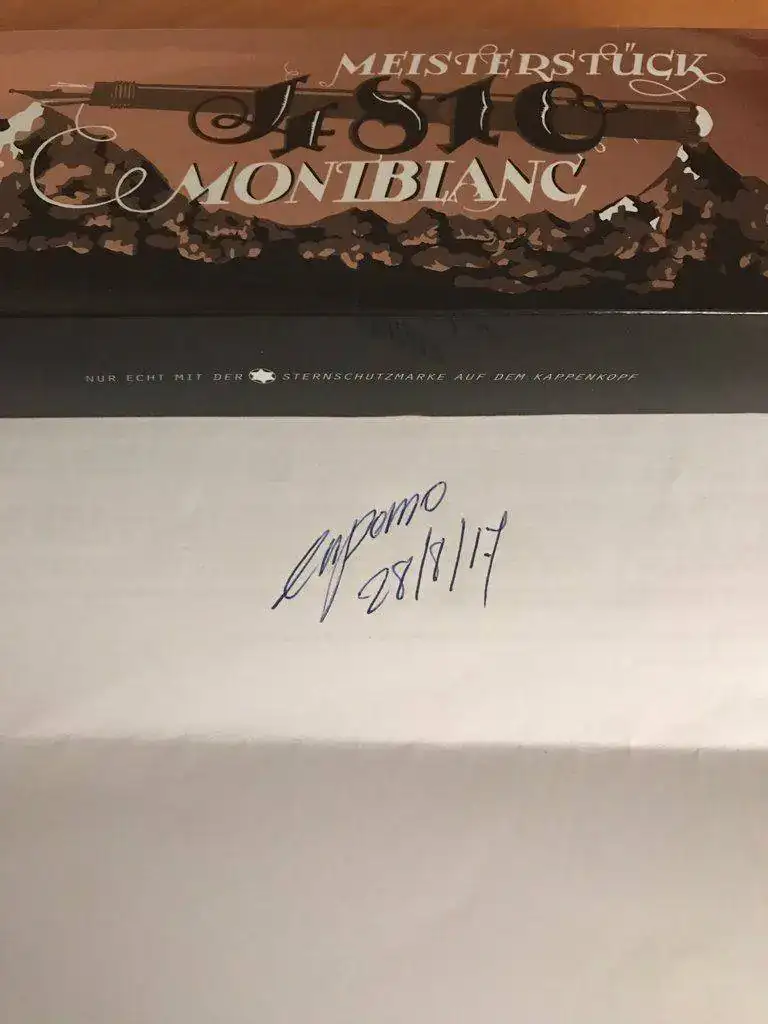 MEISTERSTÜCK
4810
MONTBLANC
NUR ECHT MIT DER STERNSCHUTZMARKE AUF DEM KAPPENKOPF
28/8/17